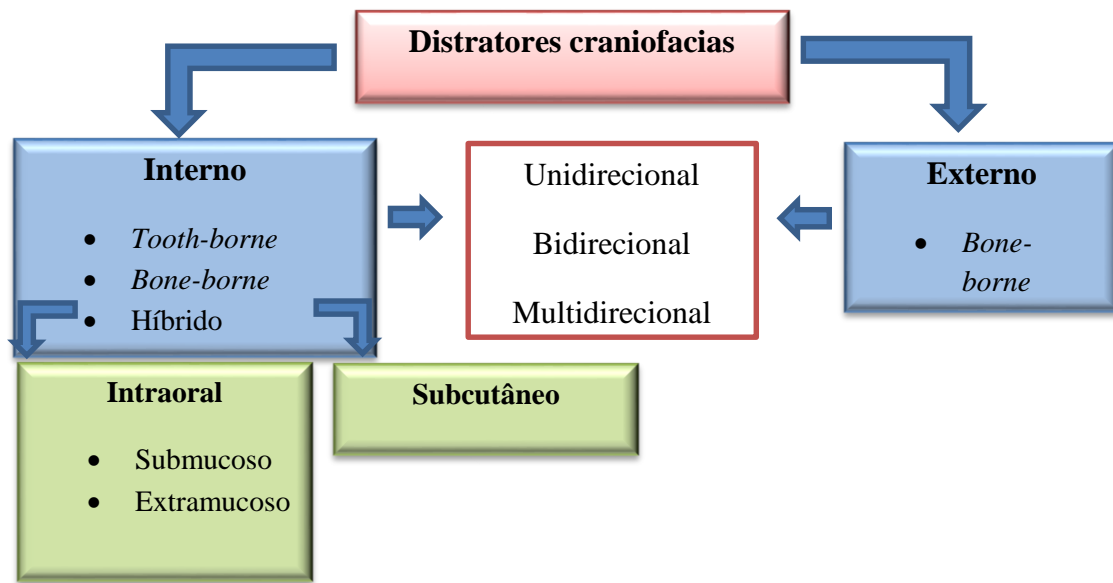 Distratores craniofacias
Interno
• Tooth-borne
• Bone-borne
• Híbrido
Unidirecional
Bidirecional
Multidirecional
Externo
• Bone-
borne
Intraoral
• Submucoso
• Extramucoso
Subcutâneo